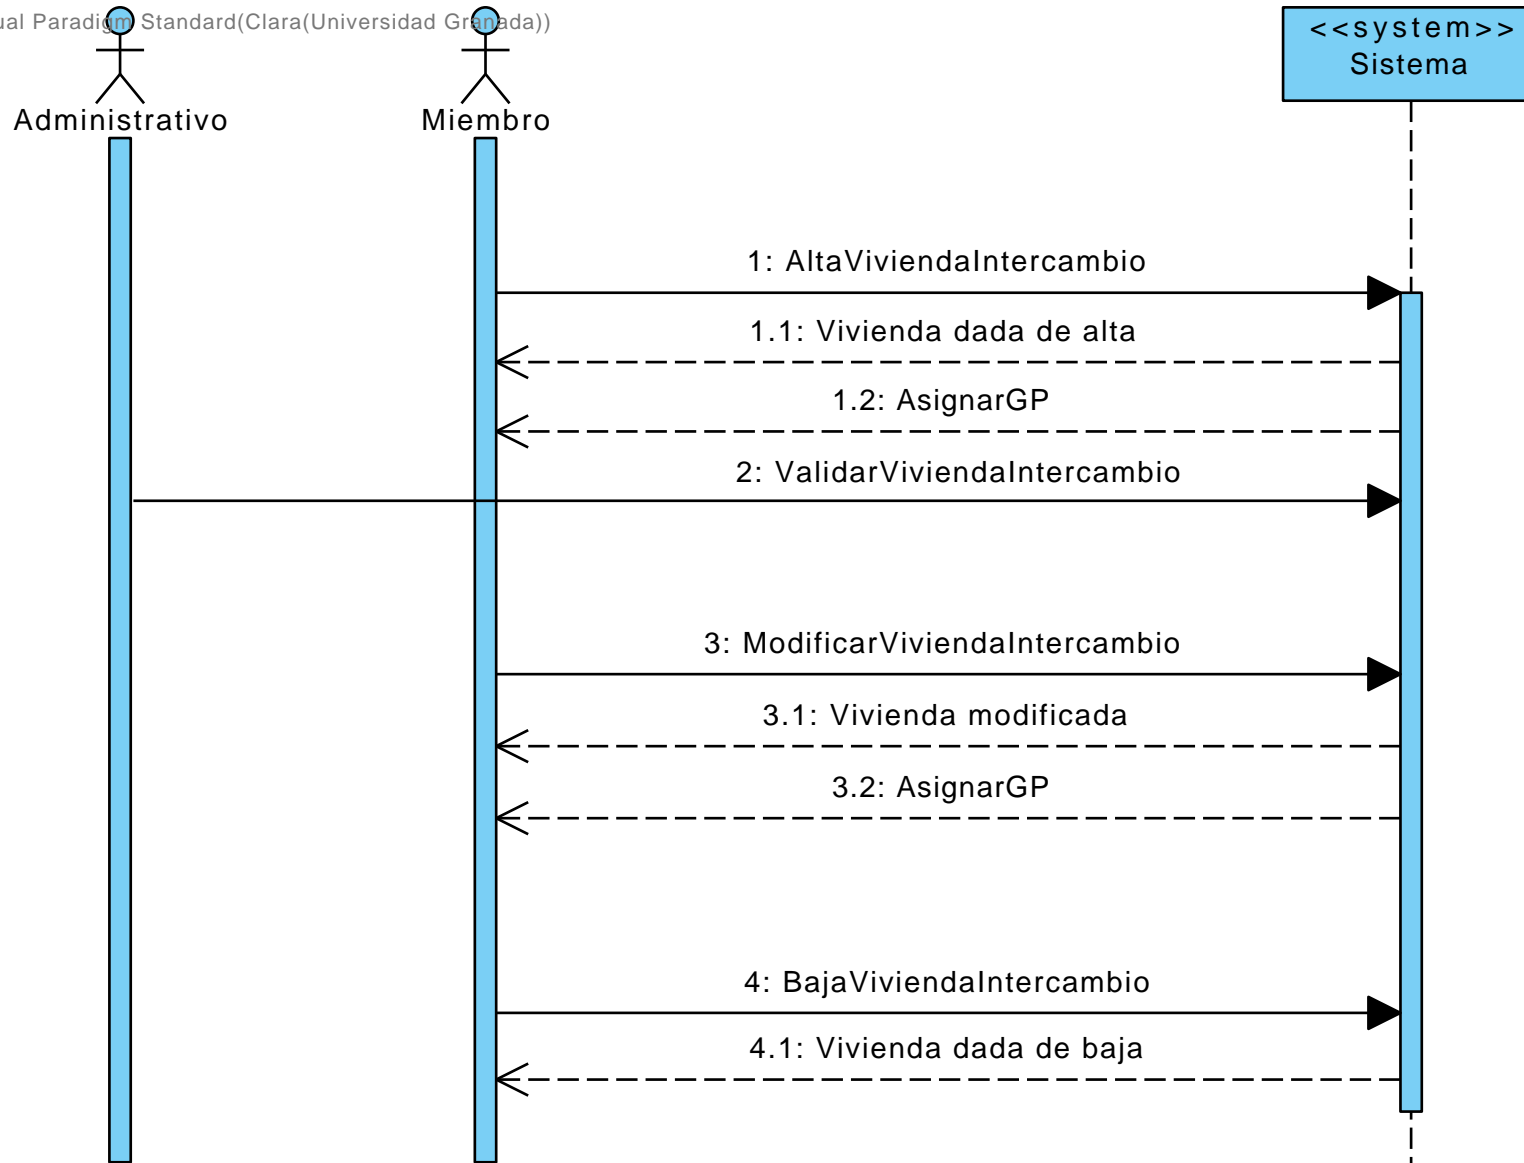 ual Paradigm Standard(Clara(Universidad Granada))
<<system>>
Sistema
Administrativo
Miembro
1: AltaViviendaIntercambio
1.1: Vivienda dada de alta
1.2: AsignarGP
2: ValidarViviendaIntercambio
3: ModificarViviendaIntercambio
3.1: Vivienda modificada
3.2: AsignarGP
4: BajaViviendaIntercambio
4.1: Vivienda dada de baja